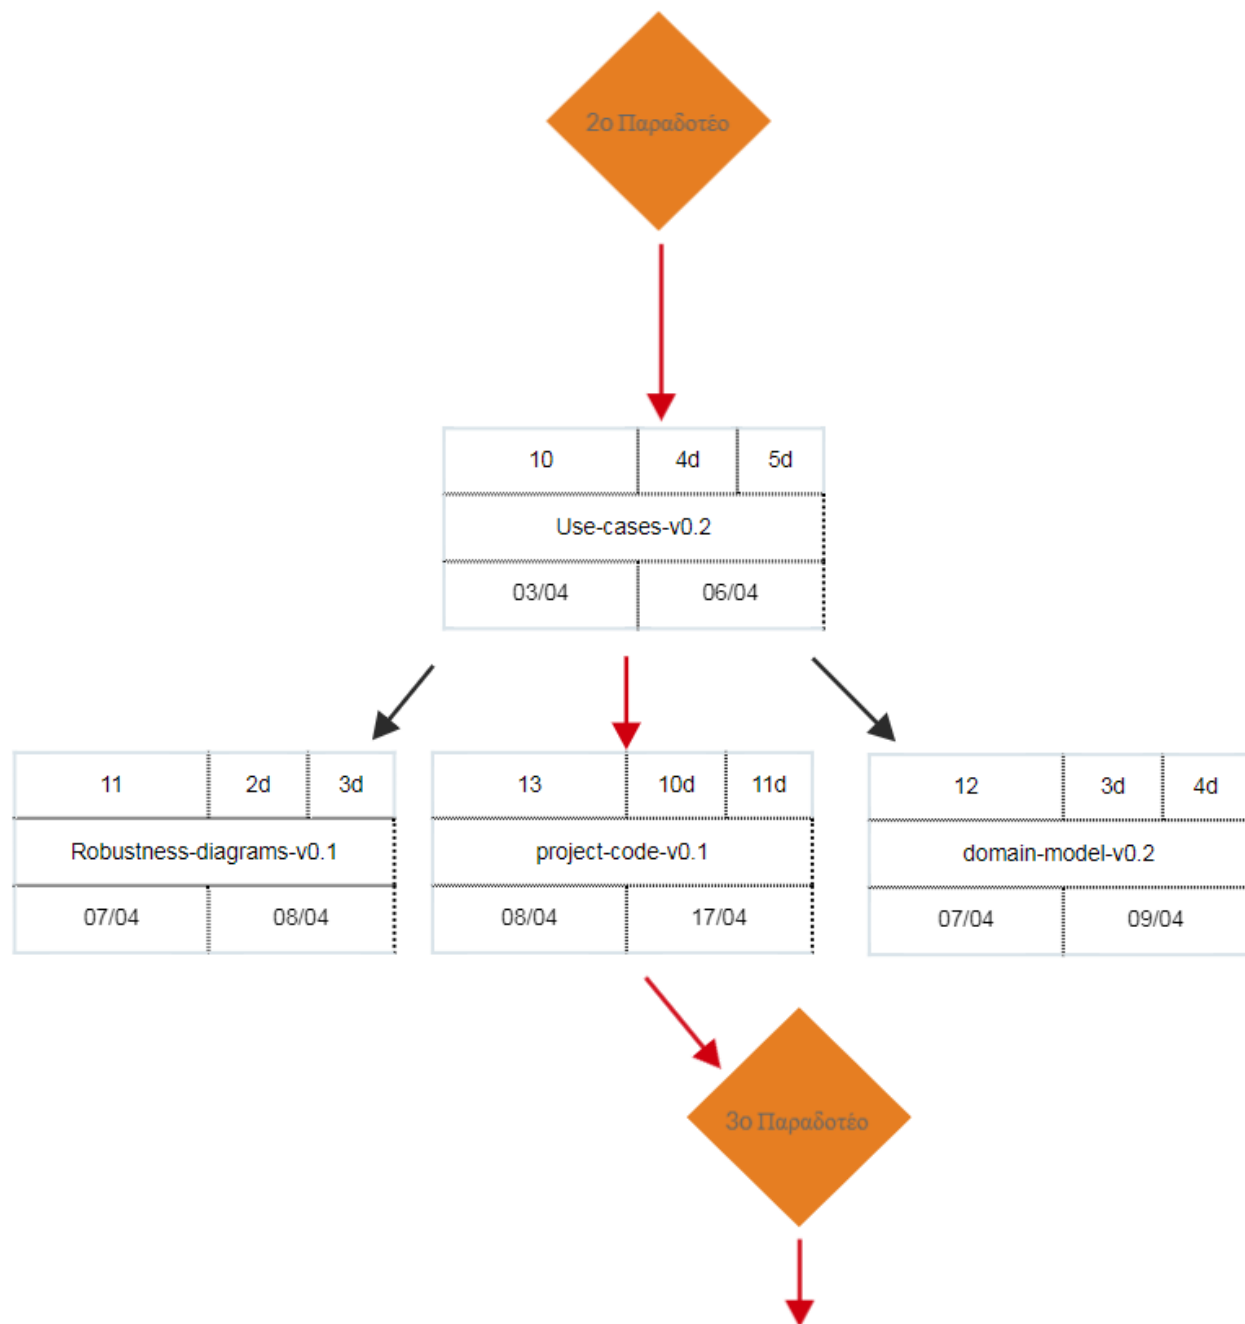 2ο Παραδοτέο
10 4d 5d
Use-cases-v0.2
03/04 06/04
11 2d 3d
Robustness-diagrams-v0.1
07/04 08/04
13 10d 11d
project-code-v0.1
08/04 17/04
12 3d 4d
domain-model-v0.2
07/04 09/04
3ο Παραδοτέο